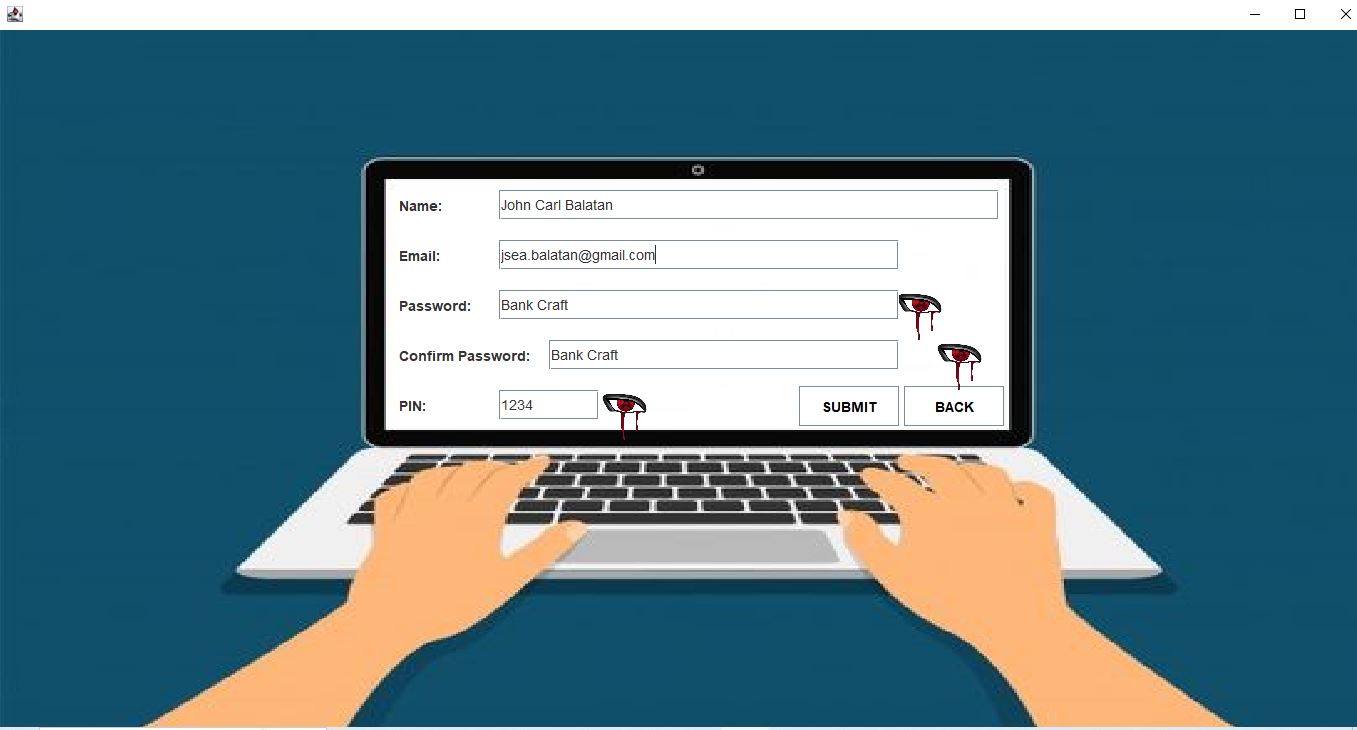 Name: John Carl Balatan
Email: jsea.balatan@gmail.com
Password: Bank Craft
Confirm Password: Bank Craft
PIN: 1234 SUBMIT BACK